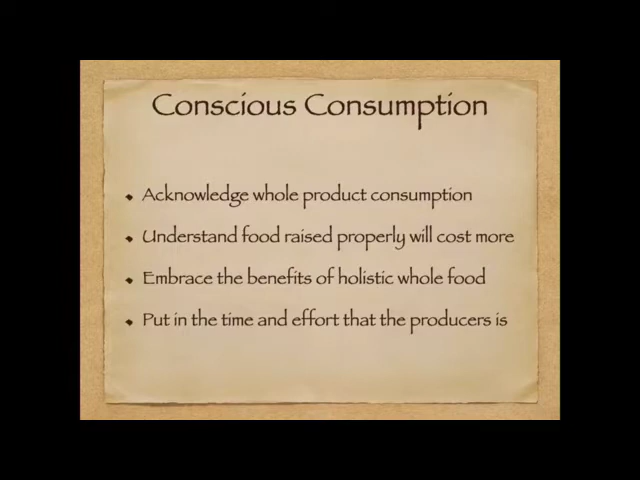 Conscious Consumption
Acknowledge whole product consumption
Understand food raised properly will cost more
Embrace the benefits of holistic whole food
Put in the time and effort that the producers is